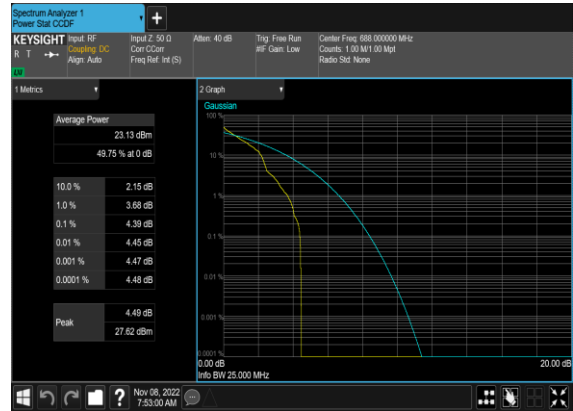 Spectrum Analyzer 1
Power Stat CCDF
+
KEYSIGHT
R T
LXI
Input: RF
Coupling: DC
Align: Auto
Input Z: 50 Ω
Corr CCorr
Freq Ref: Int (S)
Atten: 40 dB
Trig: Free Run
#IF Gain: Low
Center Freq: 688.000000 MHz
Counts: 1.00 M/1.00 Mpt
Radio Std: None
1 Metrics
Average Power
23.13 dBm
49.75 % at 0 dB
10.0 % 2.15 dB
1.0 % 3.68 dB
0.1 % 4.39 dB
0.01 % 4.45 dB
0.001 % 4.47 dB
0.0001 % 4.48 dB
Peak 4.49 dB
27.62 dBm
2 Graph
Gaussian
100 %
10 %
1 %
0.1 %
0.01 %
0.001 %
0.0001 %
0.00 dB
20.00 dB
Info BW 25.000 MHz
?
Nov 08, 2022
7:53:00 AM